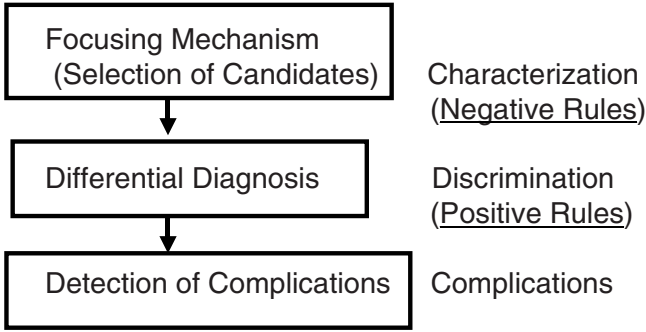 Focusing Mechanism
(Selection of Candidates)
Characterization
(Negative Rules)
Differential Diagnosis
Discrimination
(Positive Rules)
Detection of Complications
Complications